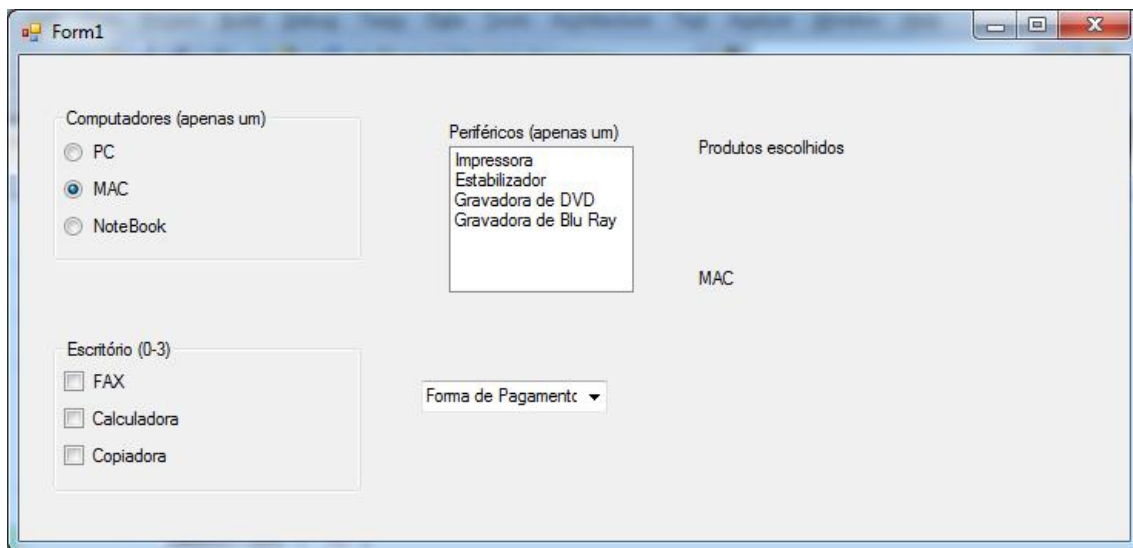 Form1
Computadores (apenas um)
PC
MAC
NoteBook
Periféricos (apenas um)
Impressora
Estabilizador
Gravadora de DVD
Gravadora de Blu Ray
Produtos escolhidos
MAC
Escritório (0-3)
FAX
Calculadora
Copiadora
Forma de Pagamento